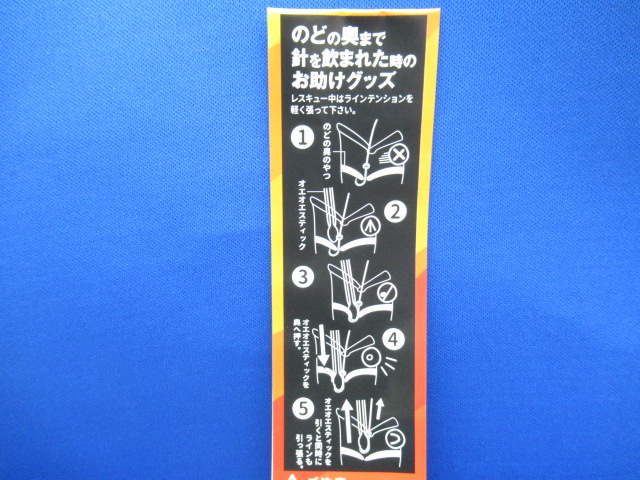 のどの奥まで
針を飲まれた時の
お助けグッズ
レスキュー中はラインテンションを
軽く張って下さい。
1
のどの奥のやつ
2
オエオエスティック
3
4
オエオエスティックを
奥へ押す。
5
オエオエスティックを
引くと同時に
ラインも
引っ張る。